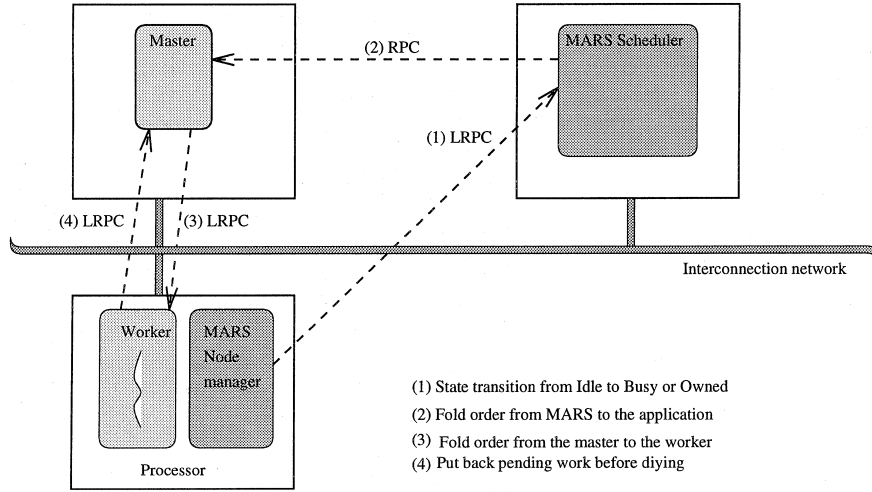 Master
MARS Scheduler
(2) RPC
(1) LRPC
(4) LRPC
(3) LRPC
Interconnection network
Worker
MARS
Node
manager
Processor
(1) State transition from Idle to Busy or Owned
(2) Fold order from MARS to the application
(3) Fold order from the master to the worker
(4) Put back pending work before diying